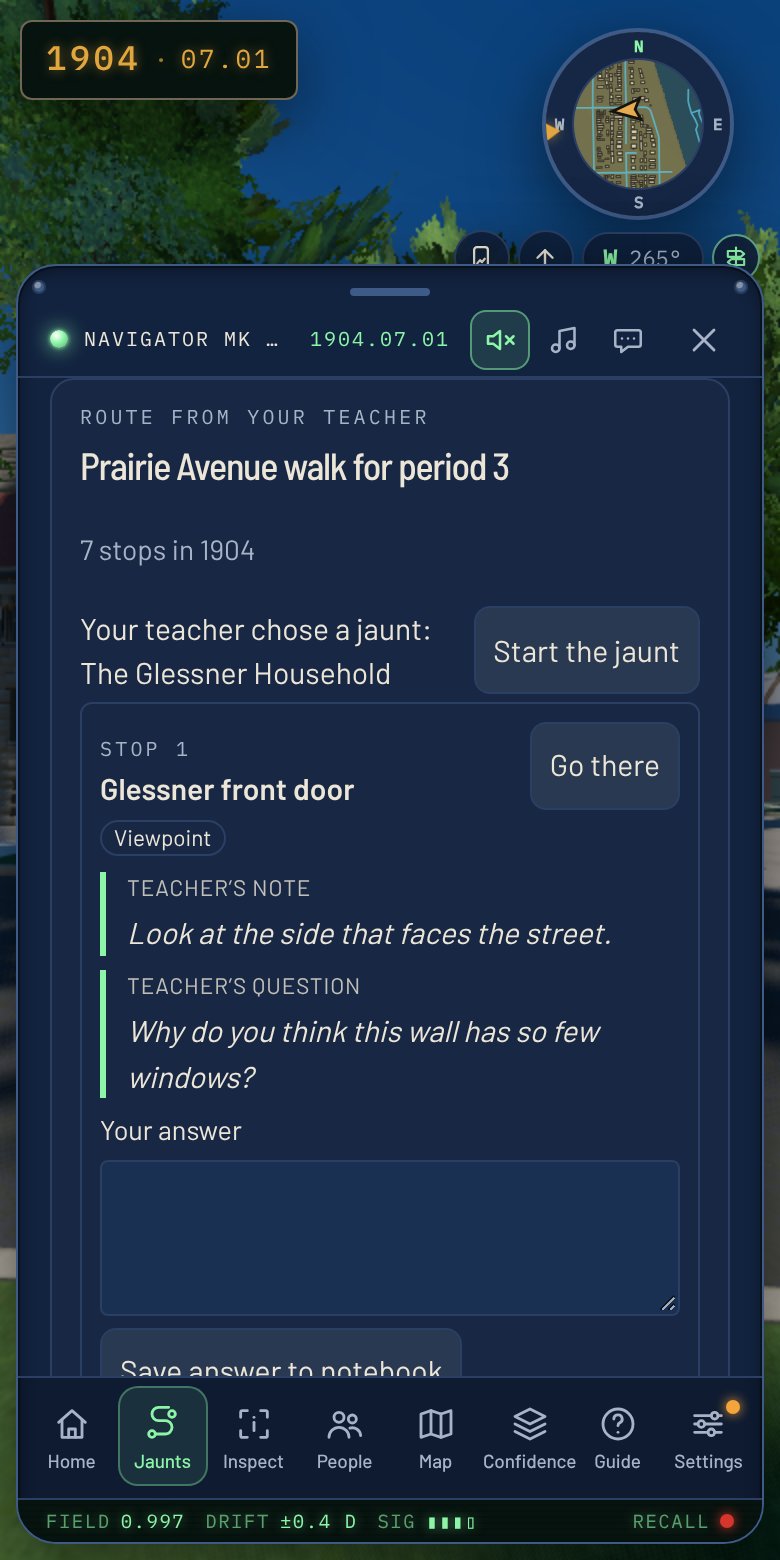 1904 · 07.01
N
W
E
S
W 265°
NAVIGATOR MK …
1904.07.01
ROUTE FROM YOUR TEACHER
Prairie Avenue walk for period 3
7 stops in 1904
Your teacher chose a jaunt:
The Glessner Household
Start the jaunt
STOP 1
Glessner front door
Go there
Viewpoint
TEACHER’S NOTE
Look at the side that faces the street.
TEACHER’S QUESTION
Why do you think this wall has so few
windows?
Your answer
Save answer to notebook
Home
Jaunts
Inspect
People
Map
Confidence
Guide
Settings
FIELD 0.997 DRIFT ±0.4 D SIG
RECALL